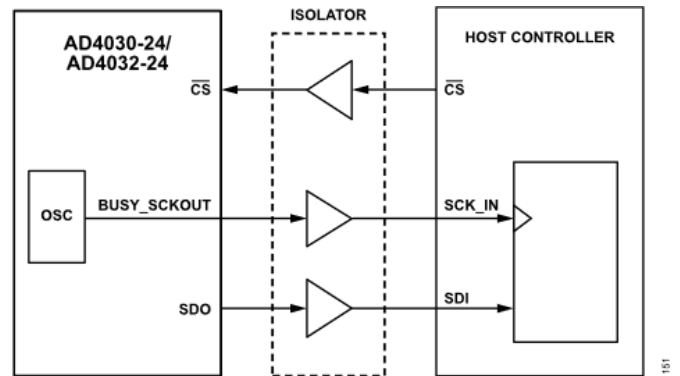 ISOLATOR
AD4030-24/
AD4032-24
HOST CONTROLLER
CS
CS
OSC
BUSY_SCKOUT
SCK_IN
SDO
SDI
151